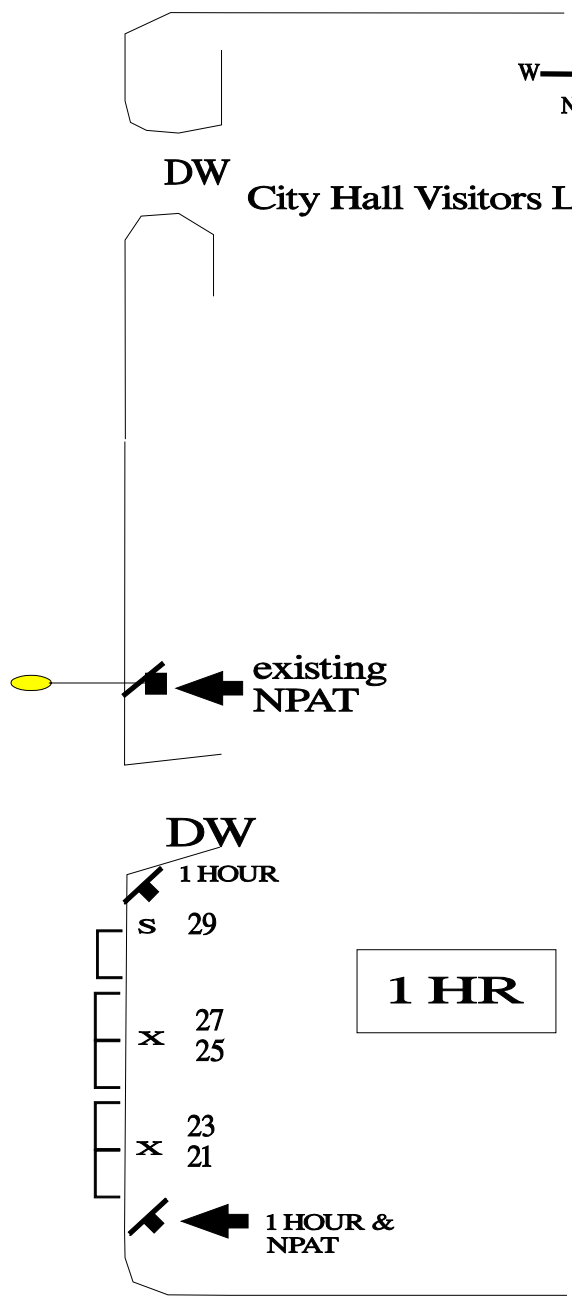 W
N
DW
City Hall Visitors L
existing
NPAT
DW
1 HOUR
s 29
1 HR
27
x
25
23
x
21
1 HOUR &
NPAT